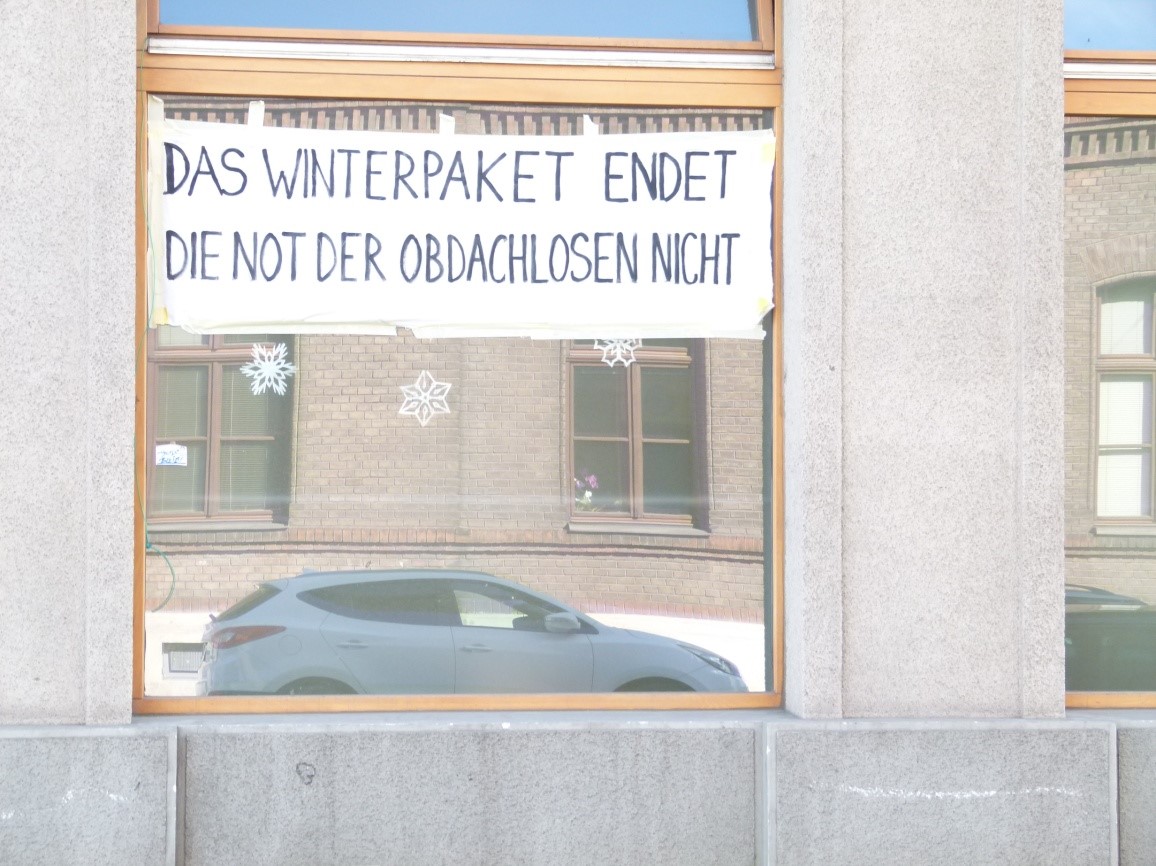 DAS WINTERPAKET ENDET
DIE NOT DER OBDACHLOSEN NICHT